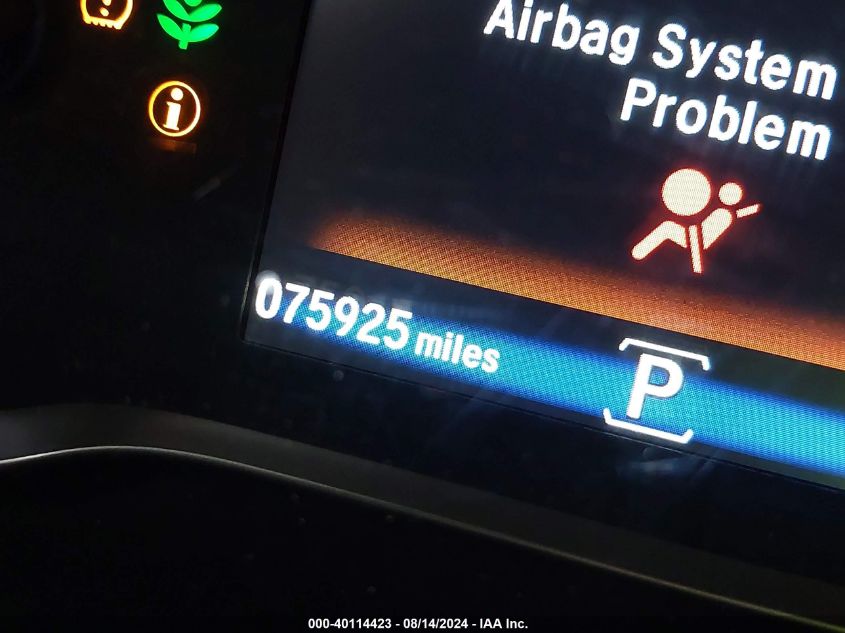 Airbag System
Problem
075925 miles
P
000-40114423 - 08/14/2024 - IAA Inc.